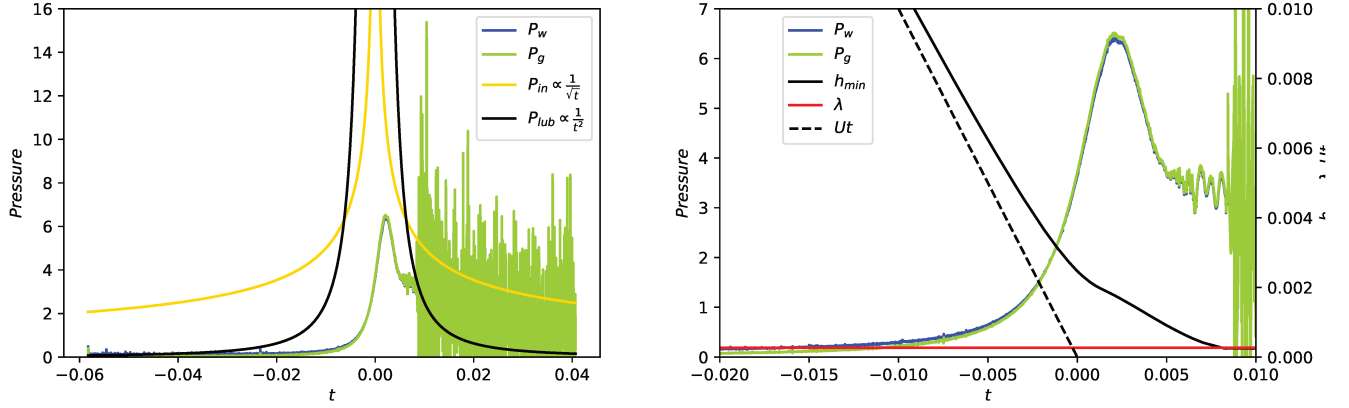 16
14
12
10
8
6
4
2
0
Pressure
−0.06
−0.04
−0.02
0.00
0.02
0.04
t
P_w
P_g
P_in ∝ 1/√t
P_lub ∝ 1/t²
7
6
5
4
3
2
1
0
Pressure
−0.020
−0.015
−0.010
−0.005
0.000
0.005
0.010
t
P_w
P_g
h_min
λ
Ut
0.010
0.008
0.006
0.004
0.002
0.000